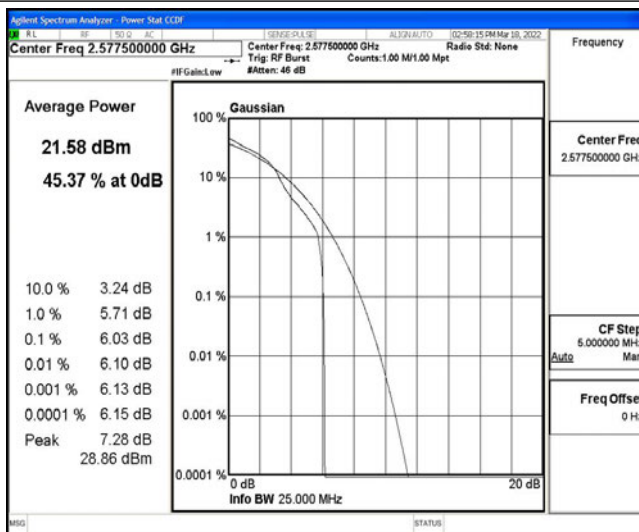 Agilent Spectrum Analyzer - Power Stat CCDF
RL RF 50 Ω AC SENSE:PULSE ALIGN AUTO 02:58:15 PM Mar 18, 2022
Center Freq 2.577500000 GHz
Center Freq: 2.577500000 GHz Radio Std: None
Trig: RF Burst Counts:1.00 M/1.00 Mpt
#IFGain:Low #Atten: 46 dB
Frequency
Average Power
21.58 dBm
45.37 % at 0dB
10.0 % 3.24 dB
1.0 % 5.71 dB
0.1 % 6.03 dB
0.01 % 6.10 dB
0.001 % 6.13 dB
0.0001 % 6.15 dB
Peak 7.28 dB
28.86 dBm
Gaussian
100 %
10 %
1 %
0.1 %
0.01 %
0.001 %
0.0001 %
0 dB 20 dB
Info BW 25.000 MHz
Center Freq
2.577500000 GHz
CF Step
5.000000 MHz
Auto Man
Freq Offse
0 Hz
MSG STATUS